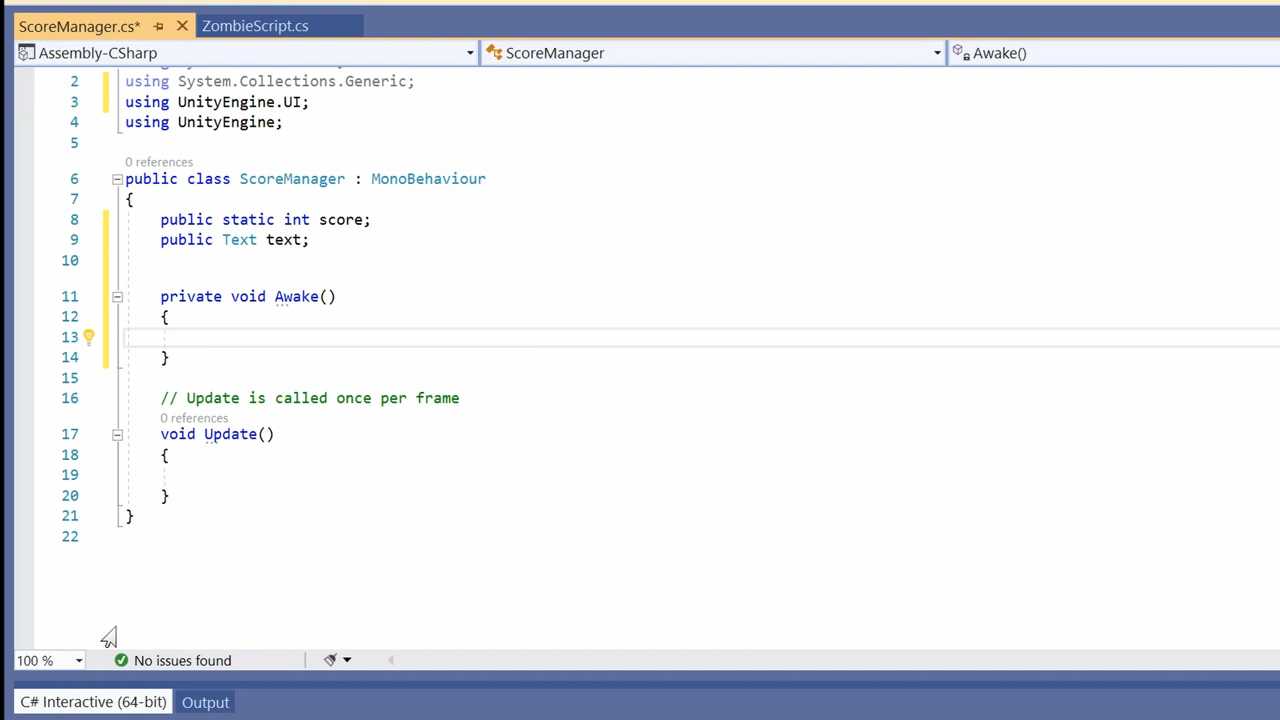 ScoreManager.cs* ZombieScript.cs
Assembly-CSharp ScoreManager Awake()
2 using System.Collections.Generic;
3 using UnityEngine.UI;
4 using UnityEngine;
5
0 references
6 public class ScoreManager : MonoBehaviour
7 {
8 public static int score;
9 public Text text;
10
11 private void Awake()
12 {
13
14 }
15
16 // Update is called once per frame
0 references
17 void Update()
18 {
19
20 }
21 }
22
100 % No issues found
C# Interactive (64-bit) Output